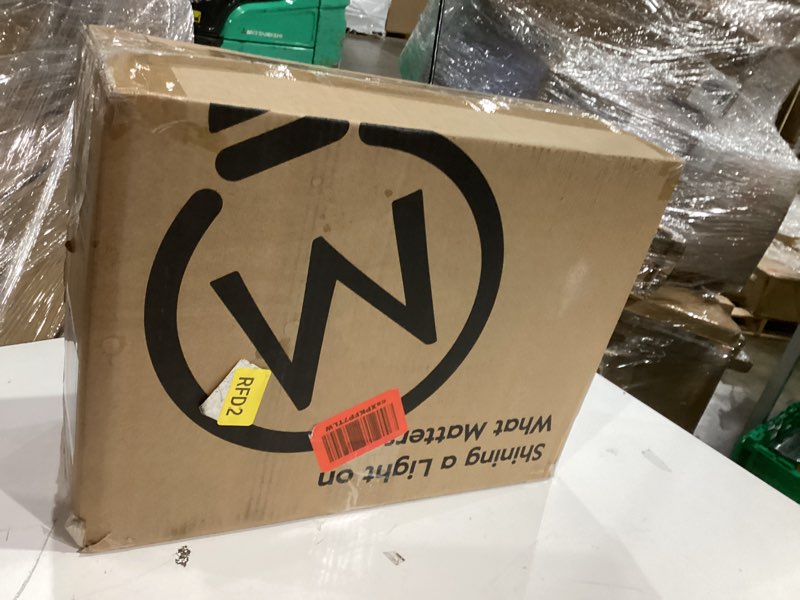 M
RFD2
Shining a Light on
What Matters